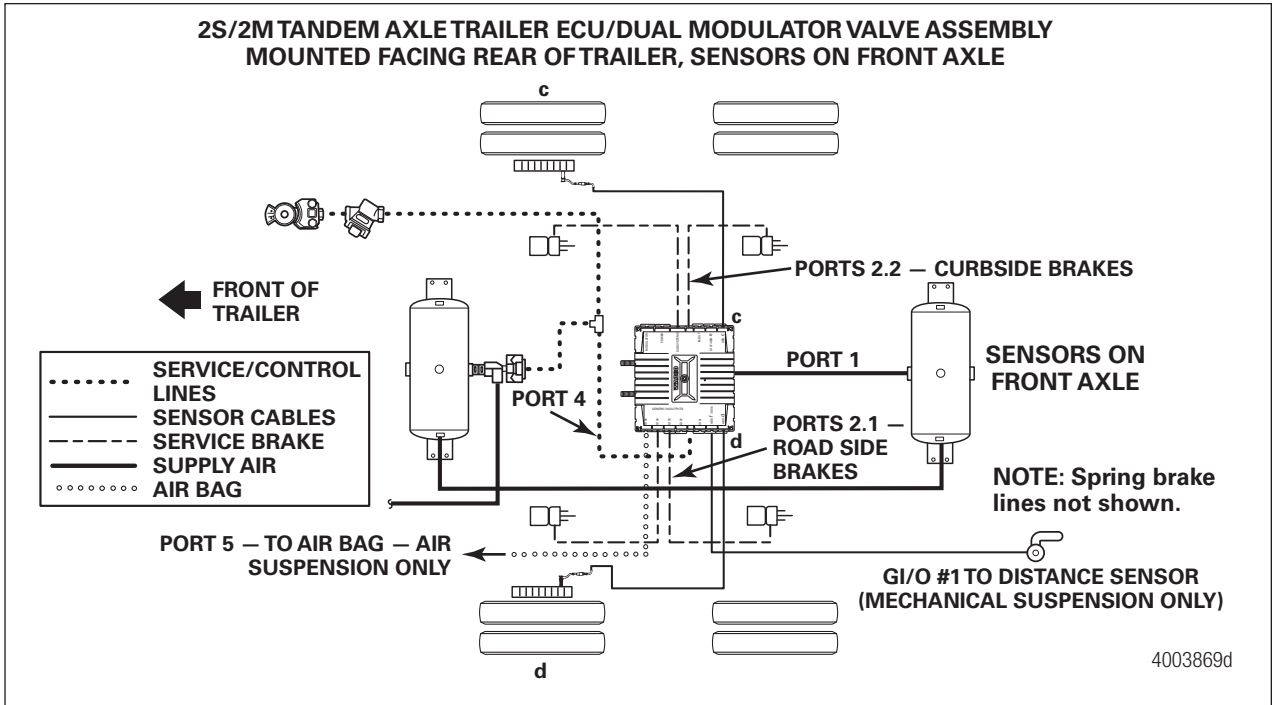 2S/2M TANDEM AXLE TRAILER ECU/DUAL MODULATOR VALVE ASSEMBLY
MOUNTED FACING REAR OF TRAILER, SENSORS ON FRONT AXLE
c
PORTS 2.2 — CURBSIDE BRAKES
FRONT OF
TRAILER
c
SERVICE/CONTROL
LINES
SENSOR CABLES
SERVICE BRAKE
SUPPLY AIR
AIR BAG
PORT 1
SENSORS ON
FRONT AXLE
PORT 4
d
PORTS 2.1 —
ROAD SIDE
BRAKES
NOTE: Spring brake
lines not shown.
PORT 5 — TO AIR BAG — AIR
SUSPENSION ONLY
GI/O #1 TO DISTANCE SENSOR
(MECHANICAL SUSPENSION ONLY)
d
4003869d